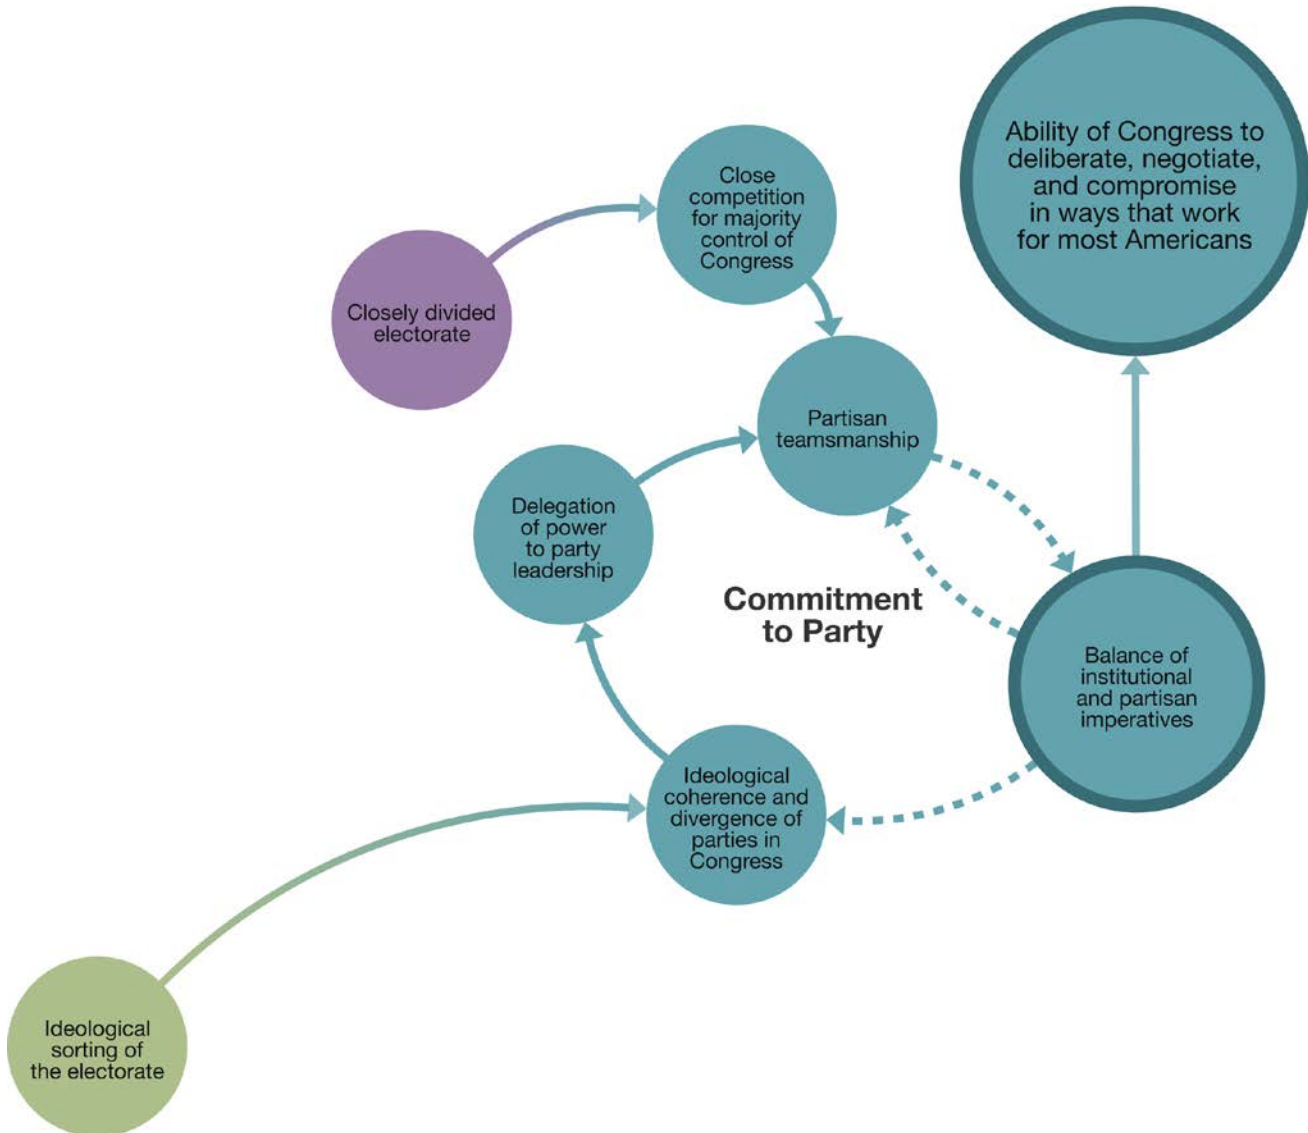 Ability of Congress to
deliberate, negotiate,
and compromise
in ways that work
for most Americans
Close
competition
for majority
control of
Congress
Closely divided
electorate
Partisan
teamsmanship
Delegation
of power
to party
leadership
Commitment
to Party
Balance of
institutional
and partisan
imperatives
Ideological
coherence and
divergence of
parties in
Congress
Ideological
sorting of
the electorate